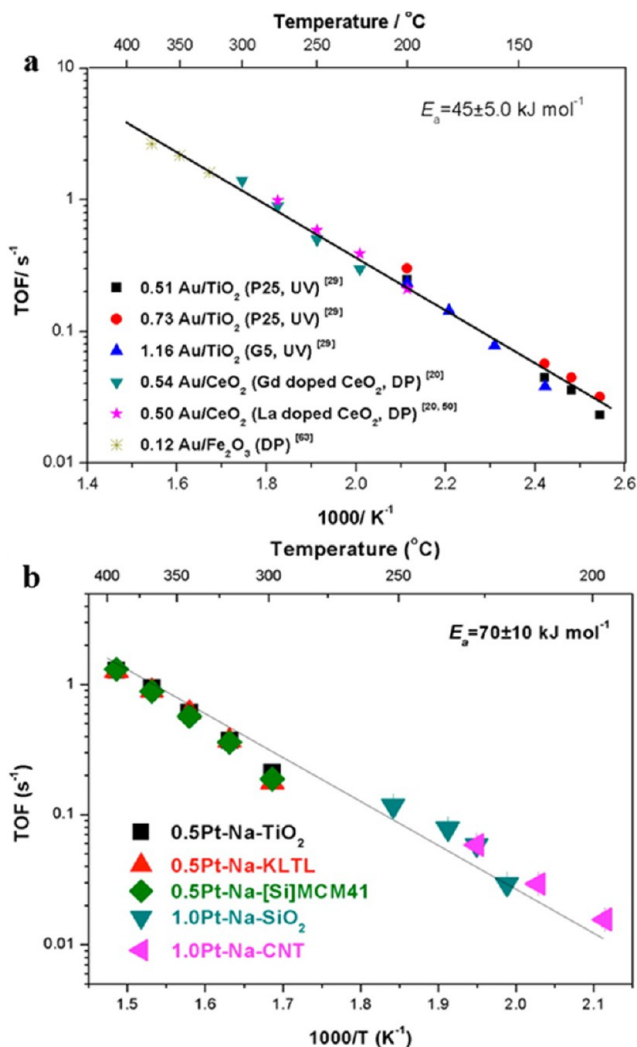 Temperature / °C
400 350 300 250 200 150
a
10
1
0.1
0.01
TOF/ s⁻¹
Eₐ=45±5.0 kJ mol⁻¹
0.51 Au/TiO₂ (P25, UV) [29]
0.73 Au/TiO₂ (P25, UV) [29]
1.16 Au/TiO₂ (G5, UV) [29]
0.54 Au/CeO₂ (Gd doped CeO₂, DP) [20]
0.50 Au/CeO₂ (La doped CeO₂, DP) [20, 50]
0.12 Au/Fe₂O₃ (DP) [63]
1.4 1.6 1.8 2.0 2.2 2.4 2.6
1000/ K⁻¹
Temperature (°C)
b
400 350 300 250 200
Eₐ=70±10 kJ mol⁻¹
1
0.1
0.01
TOF (s⁻¹)
0.5Pt-Na-TiO₂
0.5Pt-Na-KLTL
0.5Pt-Na-[Si]MCM41
1.0Pt-Na-SiO₂
1.0Pt-Na-CNT
1.5 1.6 1.7 1.8 1.9 2.0 2.1
1000/T (K⁻¹)